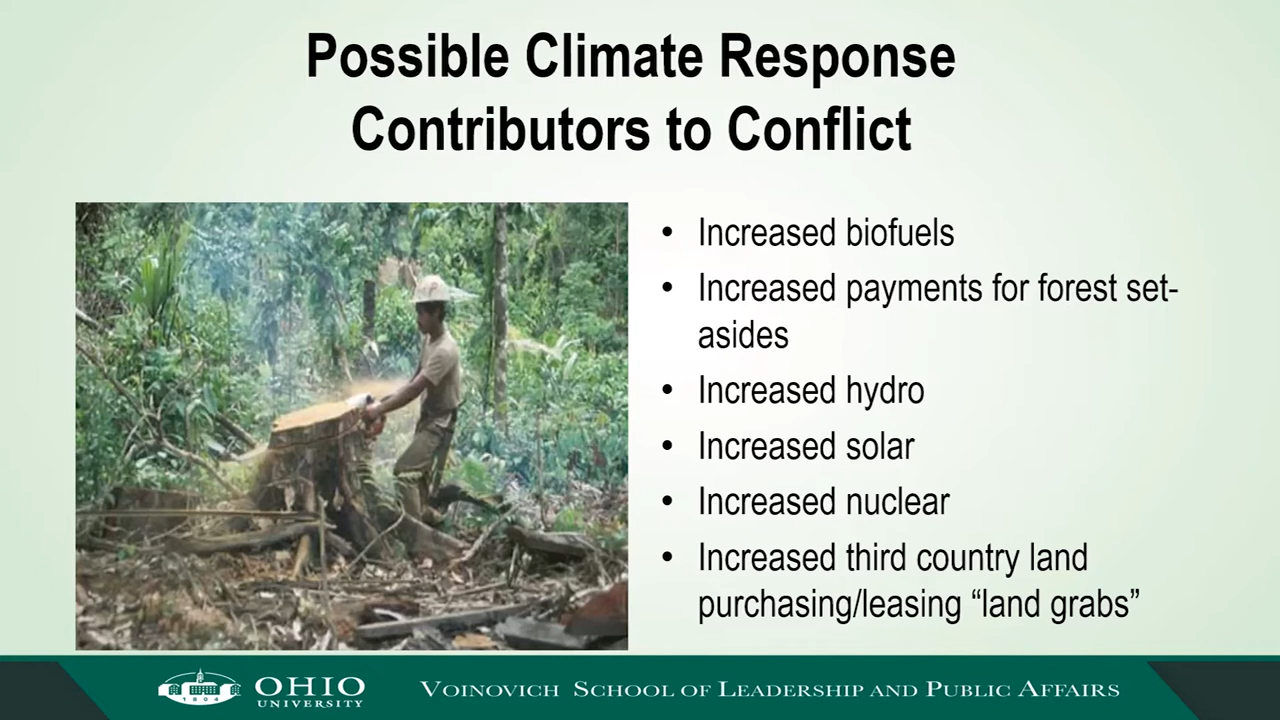 Possible Climate Response
Contributors to Conflict
• Increased biofuels
• Increased payments for forest set-
asides
• Increased hydro
• Increased solar
• Increased nuclear
• Increased third country land
purchasing/leasing “land grabs”
1804
OHIO
UNIVERSITY
VOINOVICH SCHOOL OF LEADERSHIP AND PUBLIC AFFAIRS